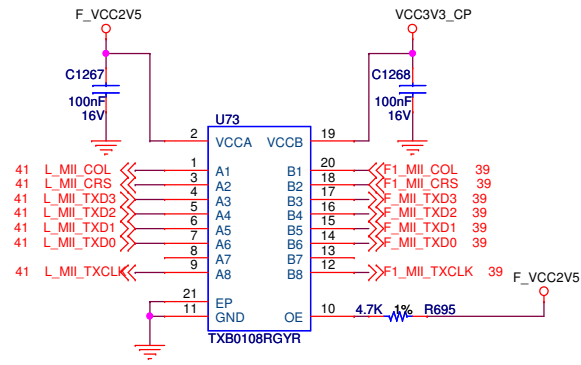 F_VCC2V5 VCC3V3_CP
C1267 100nF 16V
C1268 100nF 16V
U73
2 VCCA VCCB 19
41 L_MII_COL 1 A1 B1 20 F1_MII_COL 39
41 L_MII_CRS 3 A2 B2 18 F1_MII_CRS 39
41 L_MII_TXD3 4 A3 B3 17 F_MII_TXD3 39
41 L_MII_TXD2 5 A4 B4 16 F_MII_TXD2 39
41 L_MII_TXD1 6 A5 B5 15 F_MII_TXD1 39
41 L_MII_TXD0 7 A6 B6 14 F_MII_TXD0 39
8 A7 B7 13
41 L_MII_TXCLK 9 A8 B8 12 F1_MII_TXCLK 39
F_VCC2V5
21 EP
11 GND OE 10 4.7K 1% R695
TXB0108RGYR